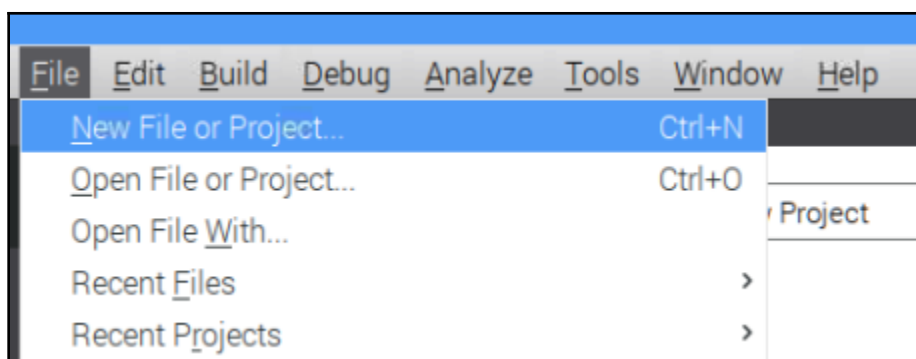 File Edit Build Debug Analyze Tools Window Help
New File or Project... Ctrl+N
Open File or Project... Ctrl+O
Open File With...
Project
Recent Files
Recent Projects